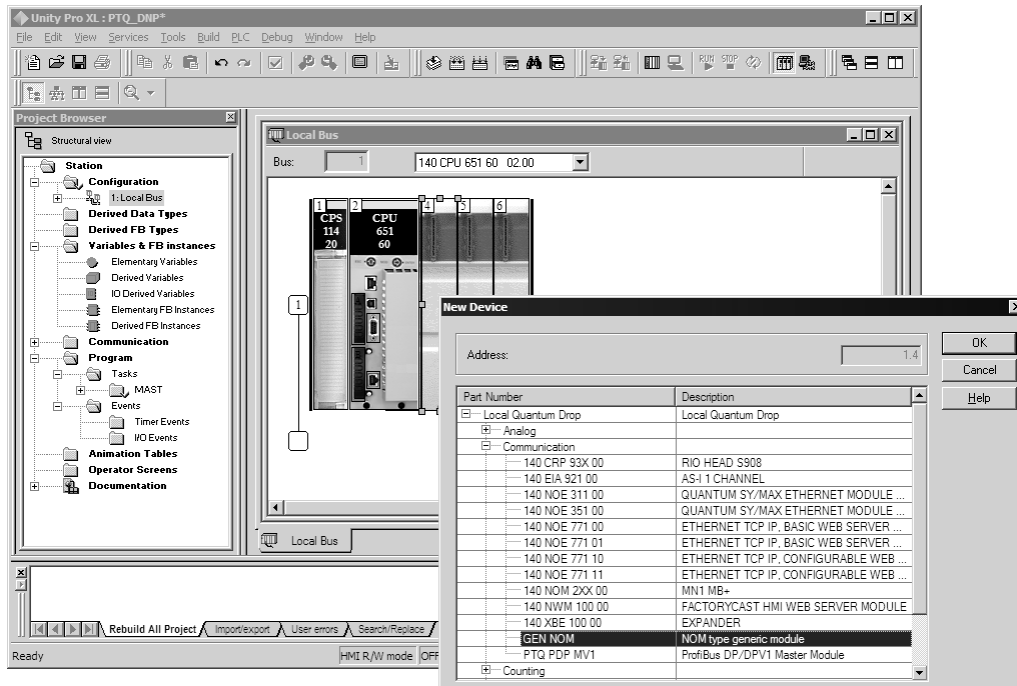 Unity Pro XL : PTQ_DNP*
File Edit View Services Tools Build PLC Debug Window Help
RUN STOP
Project Browser
Structural view
Station
Configuration
1: Local Bus
Derived Data Types
Derived FB Types
Variables & FB instances
Elementary Variables
Derived Variables
IO Derived Variables
Elementary FB Instances
Derived FB Instances
Communication
Program
Tasks
MAST
Events
Timer Events
I/O Events
Animation Tables
Operator Screens
Documentation
Local Bus
Bus: 1 140 CPU 651 60 02.00
1 2 4 5 6
CPS 114 20
CPU 651 60
1
Local Bus
New Device
Address: 1.4
OK
Cancel
Help
Part Number Description
Local Quantum Drop Local Quantum Drop
Analog
Communication
140 CRP 93X 00 RIO HEAD S908
140 EIA 921 00 AS-I 1 CHANNEL
140 NOE 311 00 QUANTUM SY/MAX ETHERNET MODULE ...
140 NOE 351 00 QUANTUM SY/MAX ETHERNET MODULE ...
140 NOE 771 00 ETHERNET TCP IP, BASIC WEB SERVER ...
140 NOE 771 01 ETHERNET TCP IP, BASIC WEB SERVER ...
140 NOE 771 10 ETHERNET TCP IP, CONFIGURABLE WEB ...
140 NOE 771 11 ETHERNET TCP IP, CONFIGURABLE WEB ...
140 NOM 2XX 00 MN1 MB+
140 NWM 100 00 FACTORYCAST HMI WEB SERVER MODULE
140 XBE 100 00 EXPANDER
GEN NOM NOM type generic module
PTQ PDP MV1 ProfiBus DP/DPV1 Master Module
Counting
Rebuild All Project Import/export User errors Search/Replace
Ready HMI R/W mode OFF